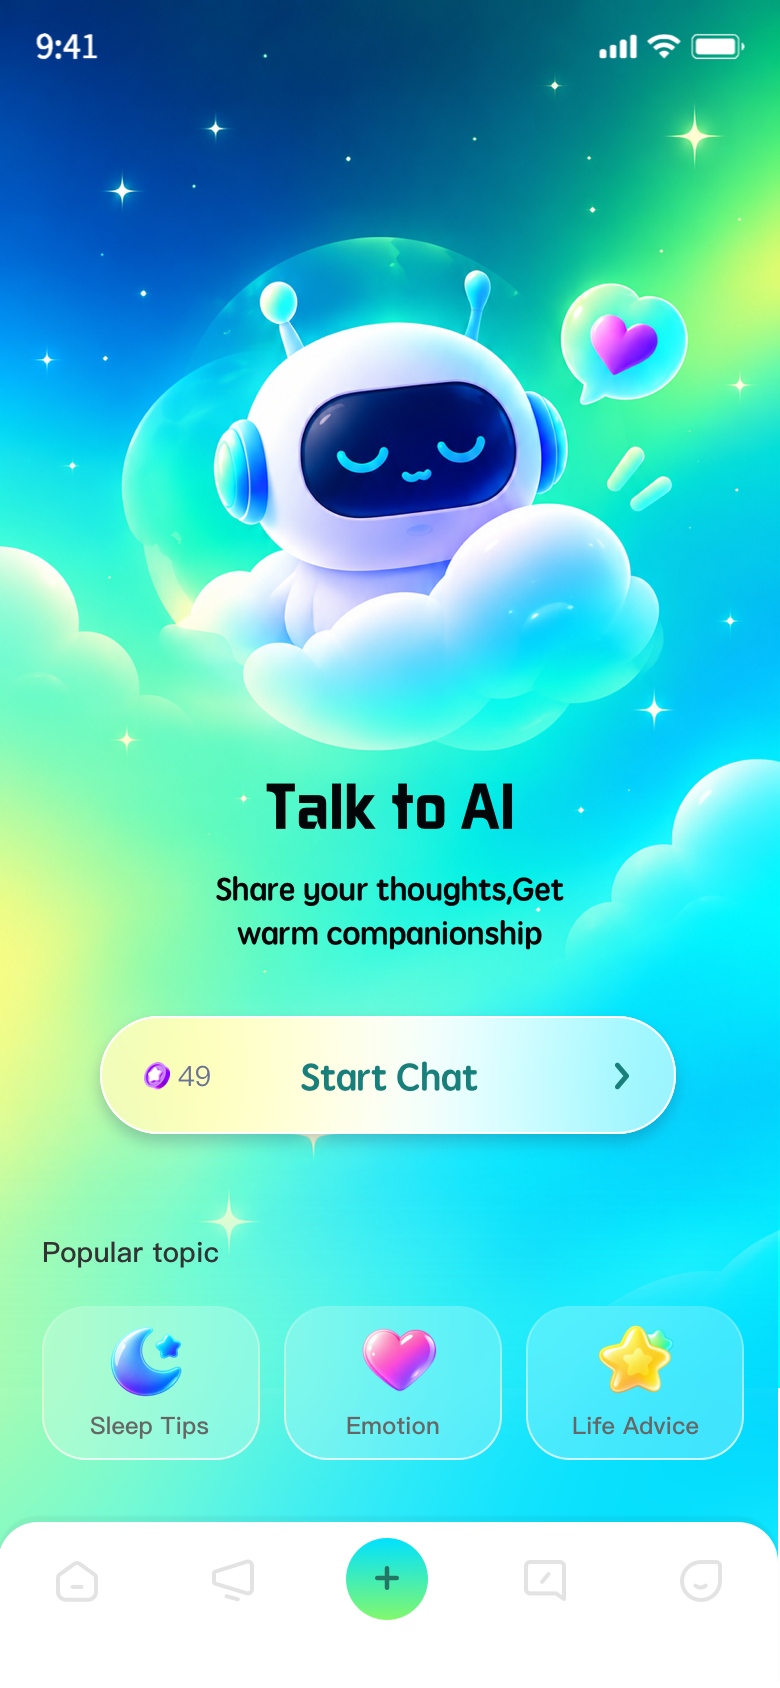 9:41
Talk to AI
Share your thoughts,Get
warm companionship
49
Start Chat
Popular topic
Sleep Tips
Emotion
Life Advice